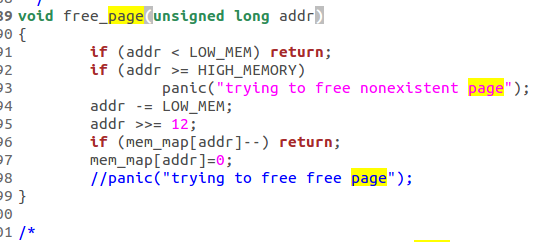 89 void free_page(unsigned long addr)
90 {
91 if (addr < LOW_MEM) return;
92 if (addr >= HIGH_MEMORY)
93 panic("trying to free nonexistent page");
94 addr -= LOW_MEM;
95 addr >>= 12;
96 if (mem_map[addr]--) return;
97 mem_map[addr]=0;
98 //panic("trying to free free page");
99 }
00
01 /*